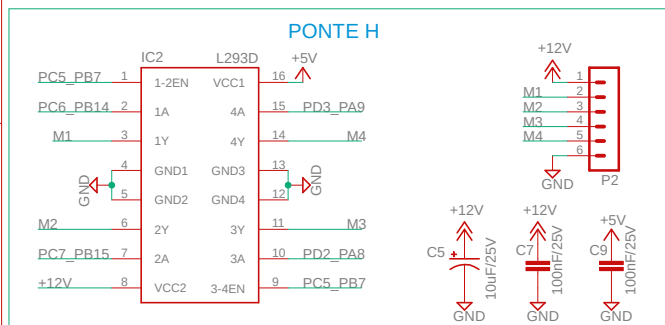 PONTE H
IC2 L293D
+5V
PC5_PB7 1 1-2EN VCC1 16
PC6_PB14 2 1A 4A 15 PD3_PA9
M1 3 1Y 4Y 14 M4
4 GND1 GND3 13
GND GND
5 GND2 GND4 12
M2 6 2Y 3Y 11 M3
PC7_PB15 7 2A 3A 10 PD2_PA8
+12V 8 VCC2 3-4EN 9 PC5_PB7
+12V
1
M1 2
M2 3
M3 4
M4 5
6
GND P2
+12V +12V +5V
C5 10uF/25V C7 100nF/25V C9 100nF/25V
GND GND GND